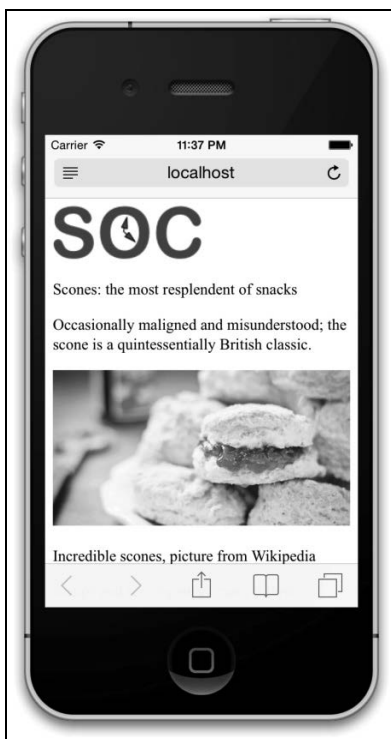 Carrier 11:37 PM
localhost
SOC
Scones: the most resplendent of snacks
Occasionally maligned and misunderstood; the
scone is a quintessentially British classic.
Incredible scones, picture from Wikipedia